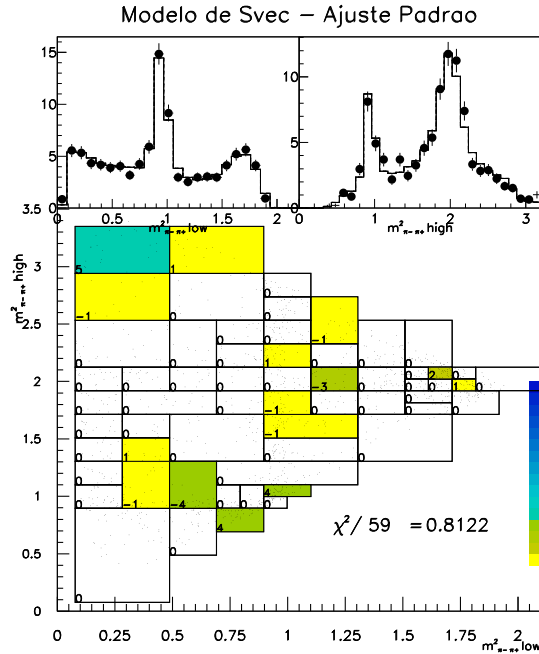 Modelo de Svec − Ajuste Padrao
15
10
5
0
0 0.5 1 1.5 2
m²π−π+low
10
5
0
0 1 2 3
m²π−π+high
m²π−π+high
3.5
3
2.5
2
1.5
1
0.5
0
5 1
−1 0 0
0 −1
0 0 0 0
0 0 1 0
0 0 0 0 0 −3 0 0 2 0
0 0 0 0 −1 0 0 0 0 1 0
0 0 −1 0 0
0 1 0 0
0 0
0 −1 −4 0 0 0 4
4
0
0
χ²/ 59 =0.8122
0 0.25 0.5 0.75 1 1.25 1.5 1.75 2
m²π−π+low